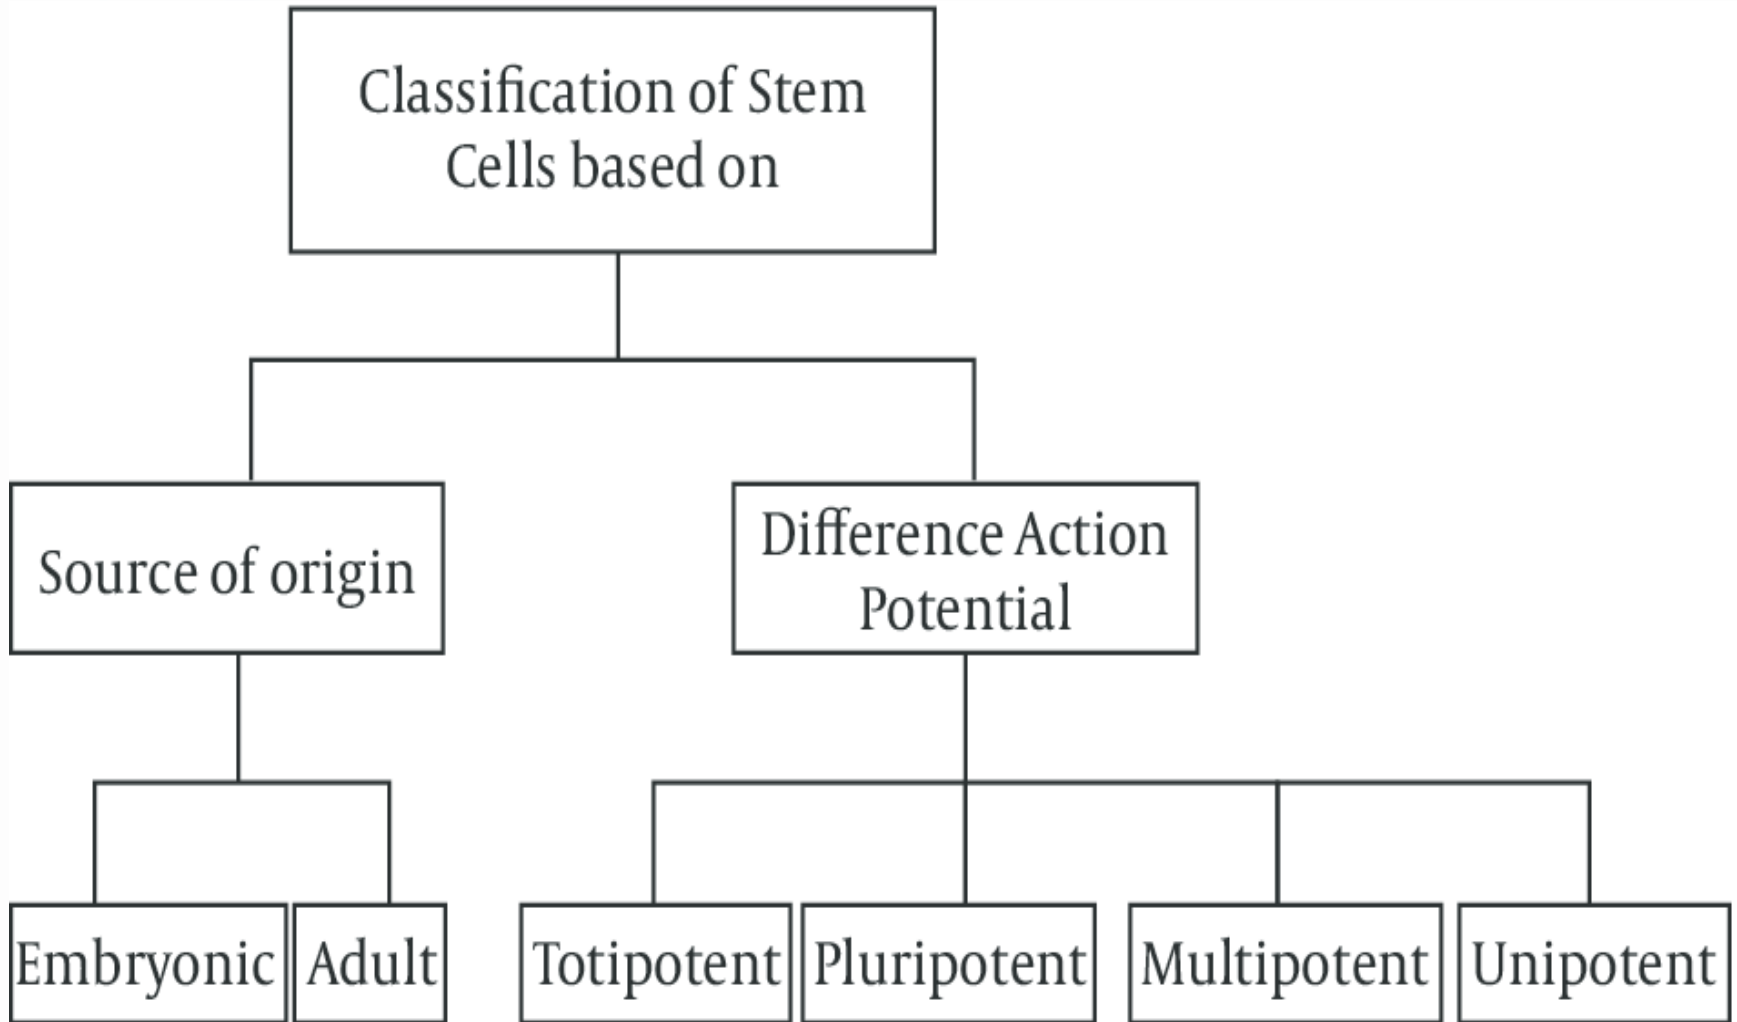 Classification of Stem
Cells based on
Source of origin
Difference Action
Potential
Embryonic
Adult
Totipotent
Pluripotent
Multipotent
Unipotent